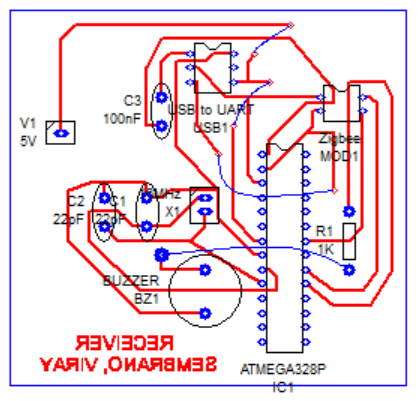 C3
100nF
USB to UART
USB1
V1
5V
Zigbee
MOD1
C2
22pF
C1
22pF
MHz
X1
R1
1K
BUZZER
BZ1
RECEIVER
SEMBRANO, VIRAY
ATMEGA328P
IC1